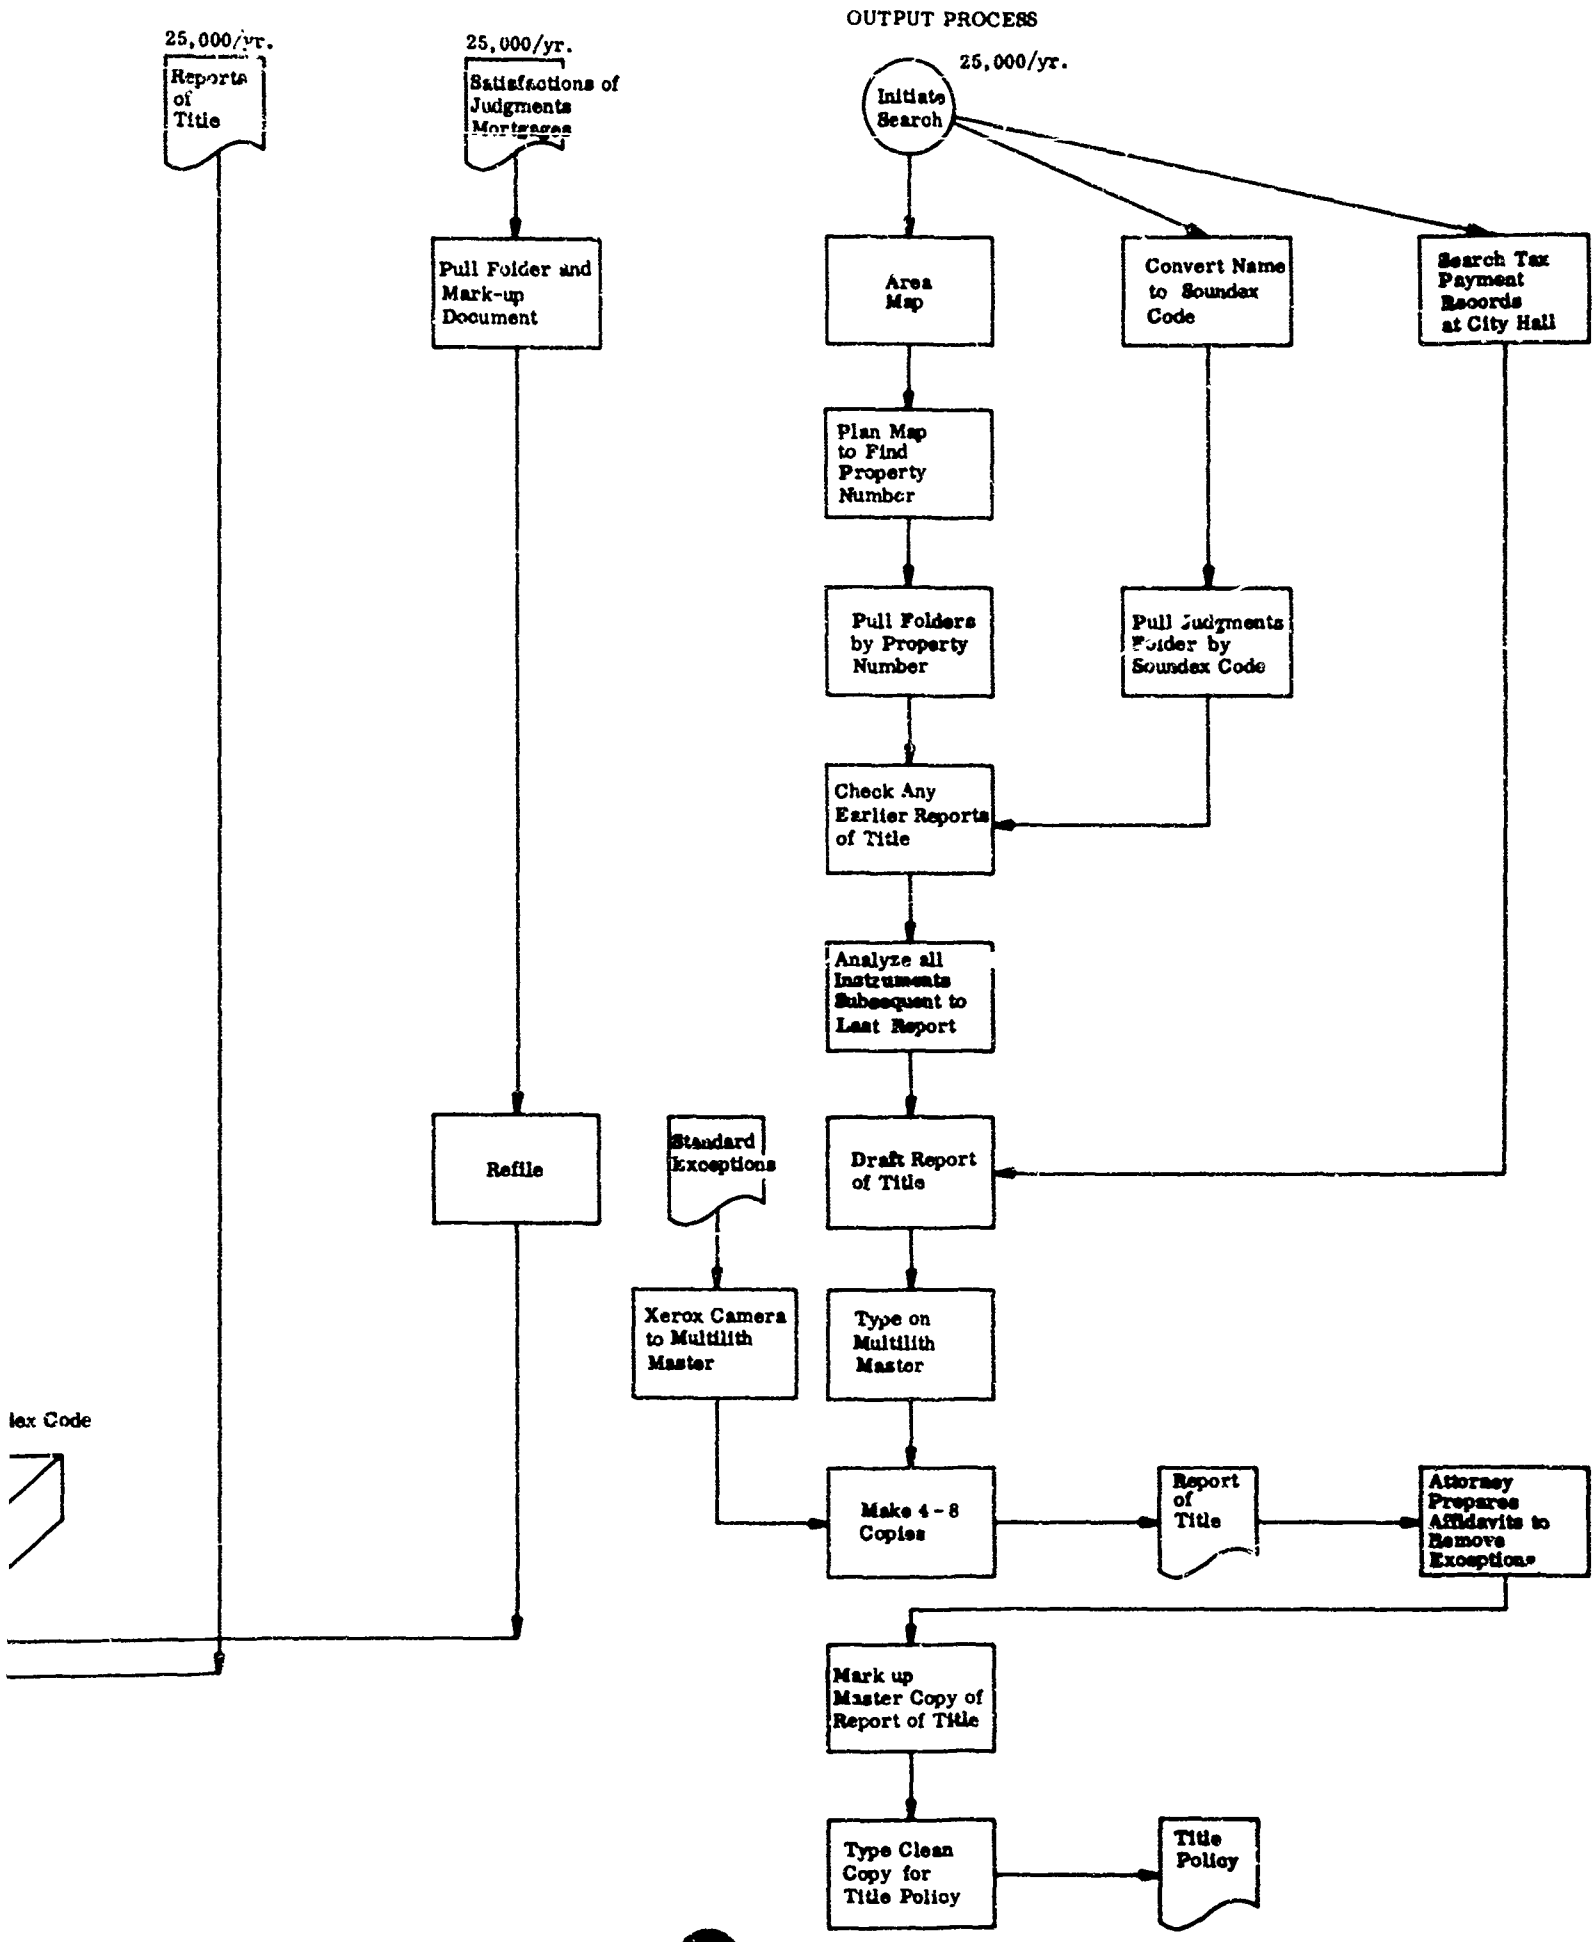 OUTPUT PROCESS
25,000/yr.
Reports
of
Title
25,000/yr.
Satisfactions of
Judgments
Mortgages
25,000/yr.
Initiate
Search
Pull Folder and
Mark-up
Document
Area
Map
Convert Name
to Soundex
Code
Search Tax
Payment
Records
at City Hall
Plan Map
to Find
Property
Number
Pull Folders
by Property
Number
Pull Judgments
Folder by
Soundex Code
Check Any
Earlier Reports
of Title
Analyze all
Instruments
Subsequent to
Last Report
Refile
Standard
Exceptions
Draft Report
of Title
Xerox Camera
to Multilith
Master
Type on
Multilith
Master
lex Code
Make 4-8
Copies
Report
of
Title
Attorney
Prepares
Affidavits to
Remove
Exceptions
Mark up
Master Copy of
Report of Title
Type Clean
Copy for
Title Policy
Title
Policy